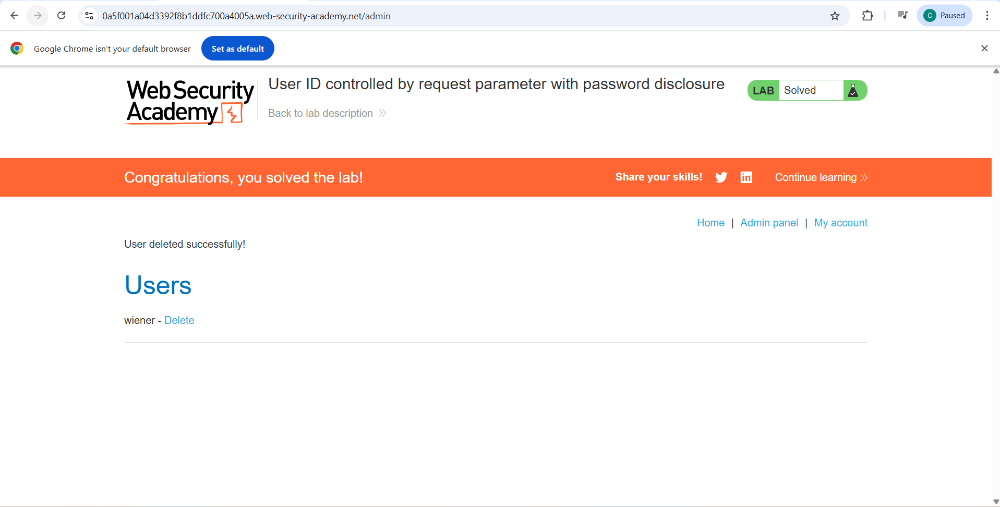 0a5f001a04d3392f8b1ddfc700a4005a.web-security-academy.net/admin
C Paused
Google Chrome isn't your default browser
Set as default
Web Security
Academy
User ID controlled by request parameter with password disclosure
Back to lab description
LAB Solved
Congratulations, you solved the lab!
Share your skills!
in
Continue learning
Home | Admin panel | My account
User deleted successfully!
Users
wiener - Delete